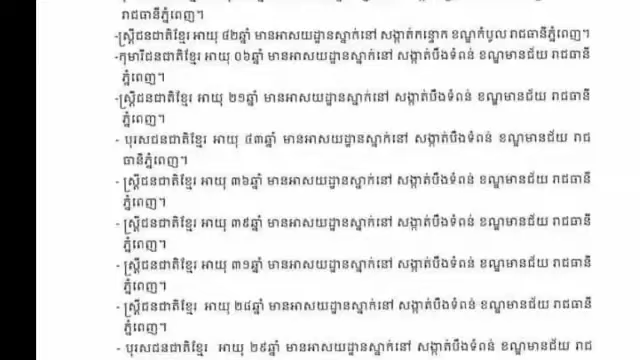 រាជធានីភ្នំពេញ។
-ស្ត្រីជនជាតិខ្មែរ អាយុ ៨២ឆ្នាំ មានអាសយដ្ឋានស្នាក់នៅ សង្កាត់កន្ទោក ខណ្ឌកំបូល រាជធានីភ្នំពេញ។
-កុមារីជនជាតិខ្មែរ អាយុ ០៦ឆ្នាំ មានអាសយដ្ឋានស្នាក់នៅ សង្កាត់បឹងទំពន់ ខណ្ឌមានជ័យ រាជធានី
ភ្នំពេញ។
-ស្ត្រីជនជាតិខ្មែរ អាយុ ២១ឆ្នាំ មានអាសយដ្ឋានស្នាក់នៅ សង្កាត់បឹងទំពន់ ខណ្ឌមានជ័យ រាជធានី
ភ្នំពេញ។
- បុរសជនជាតិខ្មែរ អាយុ ៤៣ឆ្នាំ មានអាសយដ្ឋានស្នាក់នៅ សង្កាត់បឹងទំពន់ ខណ្ឌមានជ័យ រាជ
ធានីភ្នំពេញ។
- ស្ត្រីជនជាតិខ្មែរ អាយុ ៣៦ឆ្នាំ មានអាសយដ្ឋានស្នាក់នៅ សង្កាត់បឹងទំពន់ ខណ្ឌមានជ័យ រាជធានី
ភ្នំពេញ។
- ស្ត្រីជនជាតិខ្មែរ អាយុ ៣៩ឆ្នាំ មានអាសយដ្ឋានស្នាក់នៅ សង្កាត់បឹងទំពន់ ខណ្ឌមានជ័យ រាជធានី
ភ្នំពេញ។
- ស្ត្រីជនជាតិខ្មែរ អាយុ ៣១ឆ្នាំ មានអាសយដ្ឋានស្នាក់នៅ សង្កាត់បឹងទំពន់ ខណ្ឌមានជ័យ រាជធានី
ភ្នំពេញ។
- ស្ត្រីជនជាតិខ្មែរ អាយុ ២៨ឆ្នាំ មានអាសយដ្ឋានស្នាក់នៅ សង្កាត់បឹងទំពន់ ខណ្ឌមានជ័យ រាជធានី
ភ្នំពេញ។
- បុរសជនជាតិខ្មែរ អាយុ ២៩ឆ្នាំ មានអាសយដ្ឋានស្នាក់នៅ សង្កាត់បឹងទំពន់ ខណ្ឌមានជ័យ រាជ